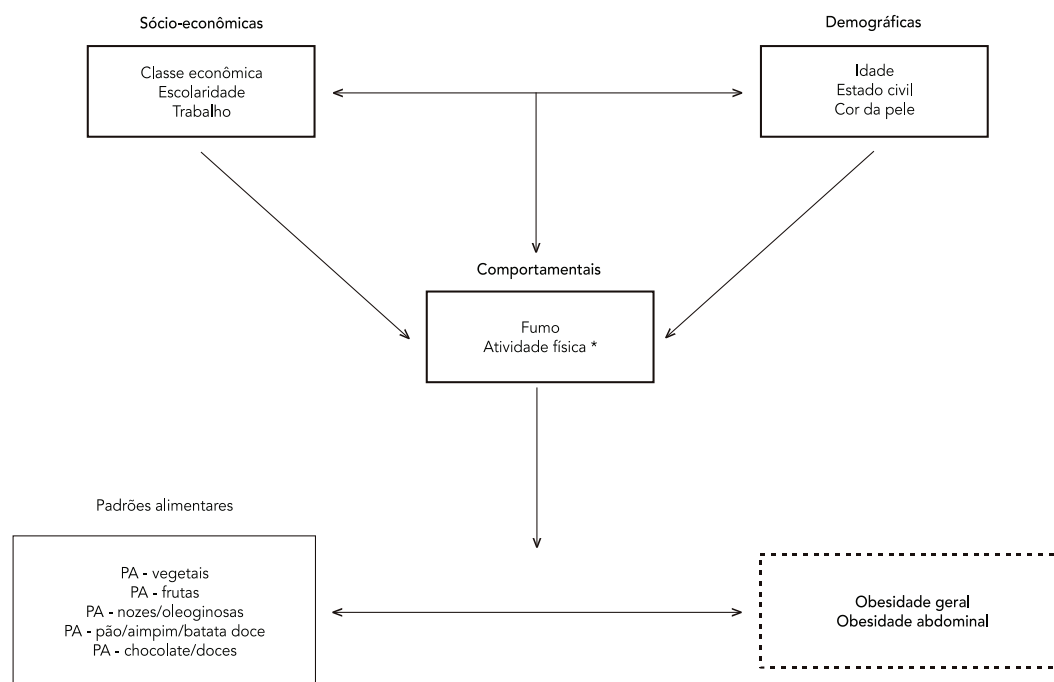 Sócio-econômicas
Classe econômica
Escolaridade
Trabalho
Demográficas
Idade
Estado civil
Cor da pele
Comportamentais
Fumo
Atividade física *
Padrões alimentares
PA - vegetais
PA - frutas
PA - nozes/oleoginosas
PA - pão/aimpim/batata doce
PA - chocolate/doces
Obesidade geral
Obesidade abdominal